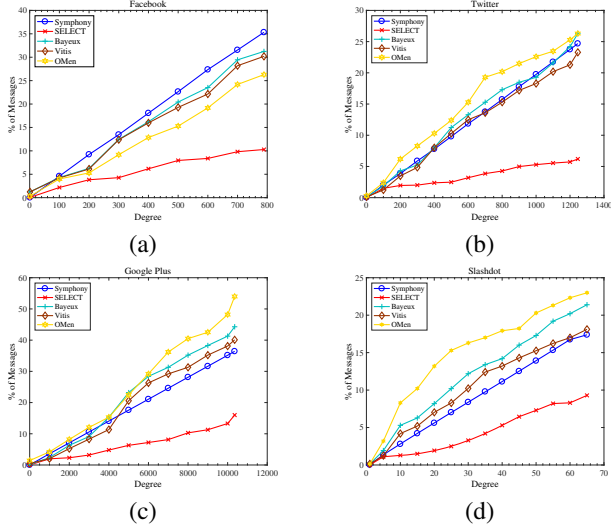 Facebook
40
35
30
25
20
15
10
5
0
% of Messages
Symphony
SELECT
Bayeux
Vitis
OMen
0 100 200 300 400 500 600 700 800
Degree
(a)
Twitter
30
25
20
15
10
5
0
% of Messages
Symphony
SELECT
Bayeux
Vitis
OMen
0 200 400 600 800 1000 1200 1400
Degree
(b)
Google Plus
60
50
40
30
20
10
0
% of Messages
Symphony
SELECT
Bayeux
Vitis
OMen
0 2000 4000 6000 8000 10000 12000
Degree
(c)
Slashdot
25
20
15
10
5
0
% of Messages
Symphony
SELECT
Bayeux
Vitis
OMen
0 10 20 30 40 50 60 70
Degree
(d)